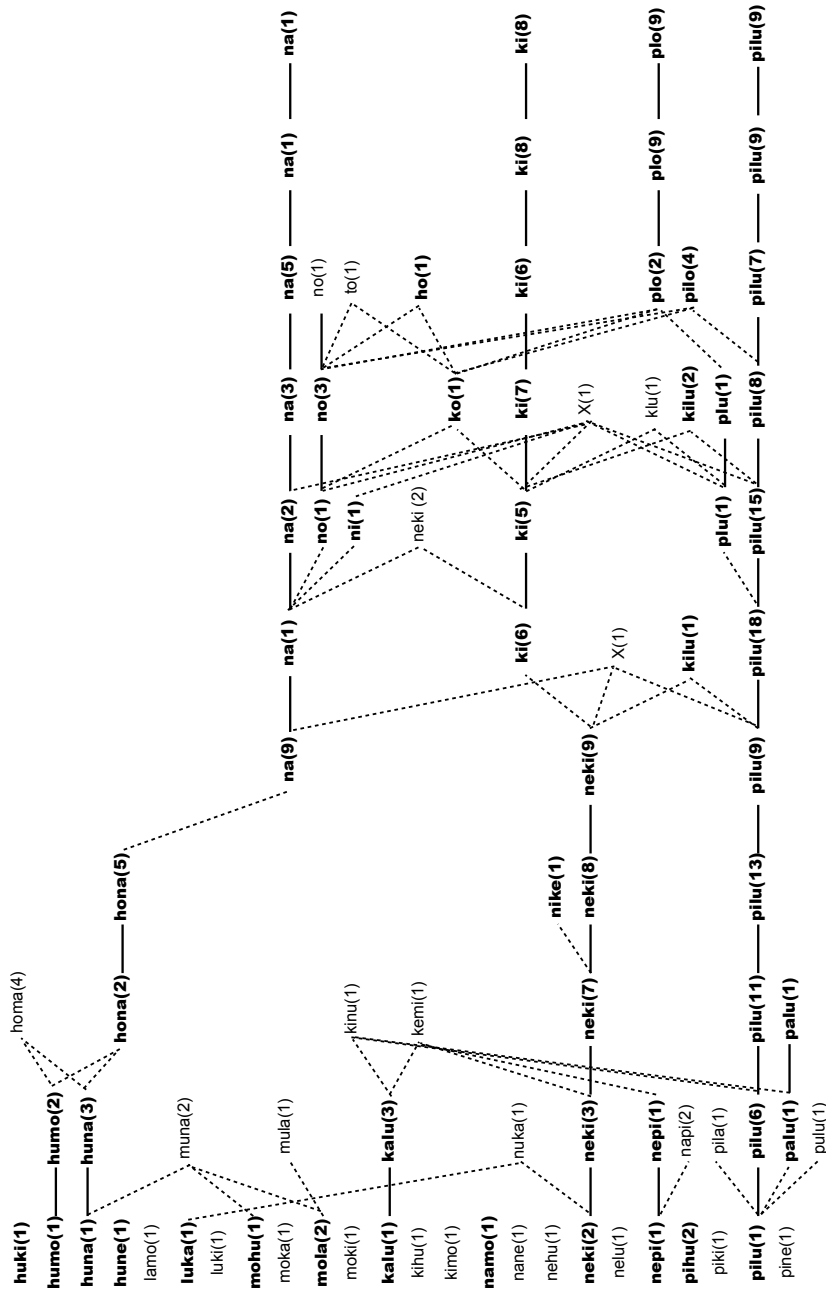 huki(1) homa(4)
humo(1) humo(2)
huna(1) huna(3)
hune(1) hona(2) hona(5)
lamo(1)
luka(1) muna(2)
luki(1)
mohu(1)
moka(1) mula(1) na(9) na(1) na(2) na(3) na(5) na(1) na(1)
mola(2) no(1) no(3) no(1)
moki(1) kinu(1) ni(1) to(1)
kalu(1) kalu(3)
kihu(1) kemi(1) neki (2) ho(1)
kimo(1) ko(1)
namo(1)
nane(1) nuka(1) ki(6) ki(5) ki(7) ki(6) ki(8) ki(8)
nehu(1) nike(1)
neki(2) neki(3) neki(7) neki(8) neki(9) X(1)
nelu(1) X(1)
nepi(1) nepi(1) klu(1) plo(2) plo(9) plo(9)
pihu(2) napi(2) kilu(1) kilu(2) pilo(4)
piki(1) pila(1) plu(1) plu(1)
pilu(1) pilu(6) pilu(11) pilu(13) pilu(9) pilu(18) pilu(15) pilu(8) pilu(7) pilu(9) pilu(9)
pine(1) palu(1) palu(1)
pulu(1)